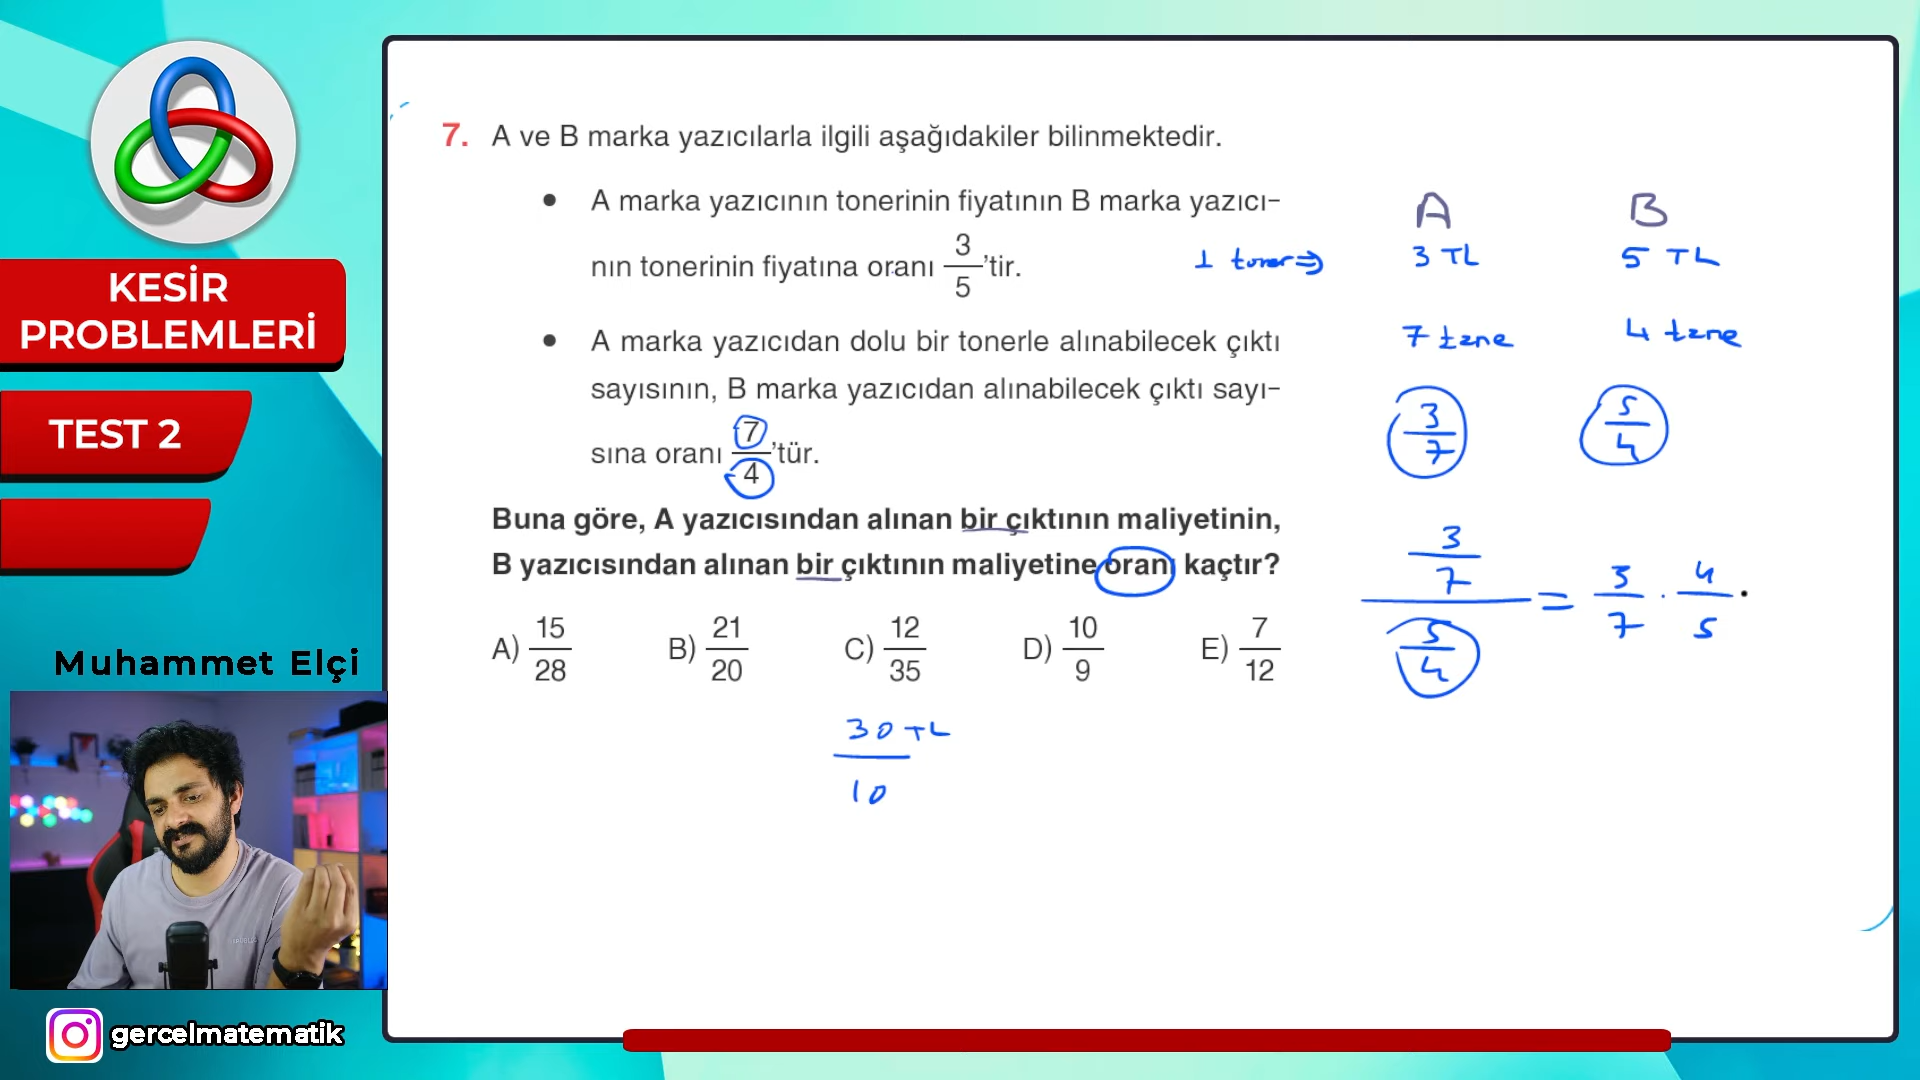 KESİR
PROBLEMLERİ
TEST 2
Muhammet Elçi
gercelmatematik
7. A ve B marka yazıcılarla ilgili aşağıdakiler bilinmektedir.
• A marka yazıcının tonerinin fiyatının B marka yazıcı-
nın tonerinin fiyatına oranı 3/5'tir.
• A marka yazıcıdan dolu bir tonerle alınabilecek çıktı
sayısının, B marka yazıcıdan alınabilecek çıktı sayı-
sına oranı 7/4'tür.
Buna göre, A yazıcısından alınan bir çıktının maliyetinin,
B yazıcısından alınan bir çıktının maliyetine oranı kaçtır?
A) 15/28 B) 21/20 C) 12/35 D) 10/9 E) 7/12
30 TL
10
A B
1 toner ⇒ 3 TL 5 TL
7 tane 4 tane
3/7 5/4
3/7 / 5/4 = 3/7 · 4/5 ·